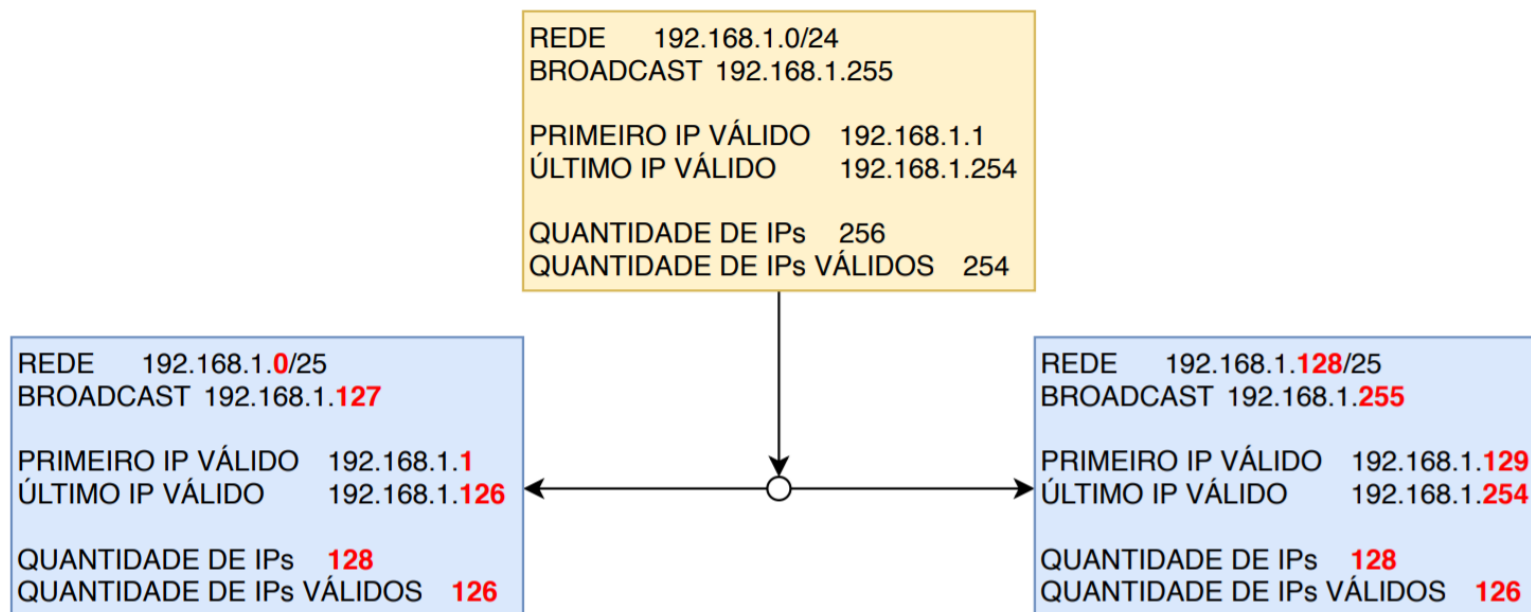 REDE 192.168.1.0/24
BROADCAST 192.168.1.255
PRIMEIRO IP VÁLIDO 192.168.1.1
ÚLTIMO IP VÁLIDO 192.168.1.254
QUANTIDADE DE IPs 256
QUANTIDADE DE IPs VÁLIDOS 254
REDE 192.168.1.0/25
BROADCAST 192.168.1.127
PRIMEIRO IP VÁLIDO 192.168.1.1
ÚLTIMO IP VÁLIDO 192.168.1.126
QUANTIDADE DE IPs 128
QUANTIDADE DE IPs VÁLIDOS 126
REDE 192.168.1.128/25
BROADCAST 192.168.1.255
PRIMEIRO IP VÁLIDO 192.168.1.129
ÚLTIMO IP VÁLIDO 192.168.1.254
QUANTIDADE DE IPs 128
QUANTIDADE DE IPs VÁLIDOS 126